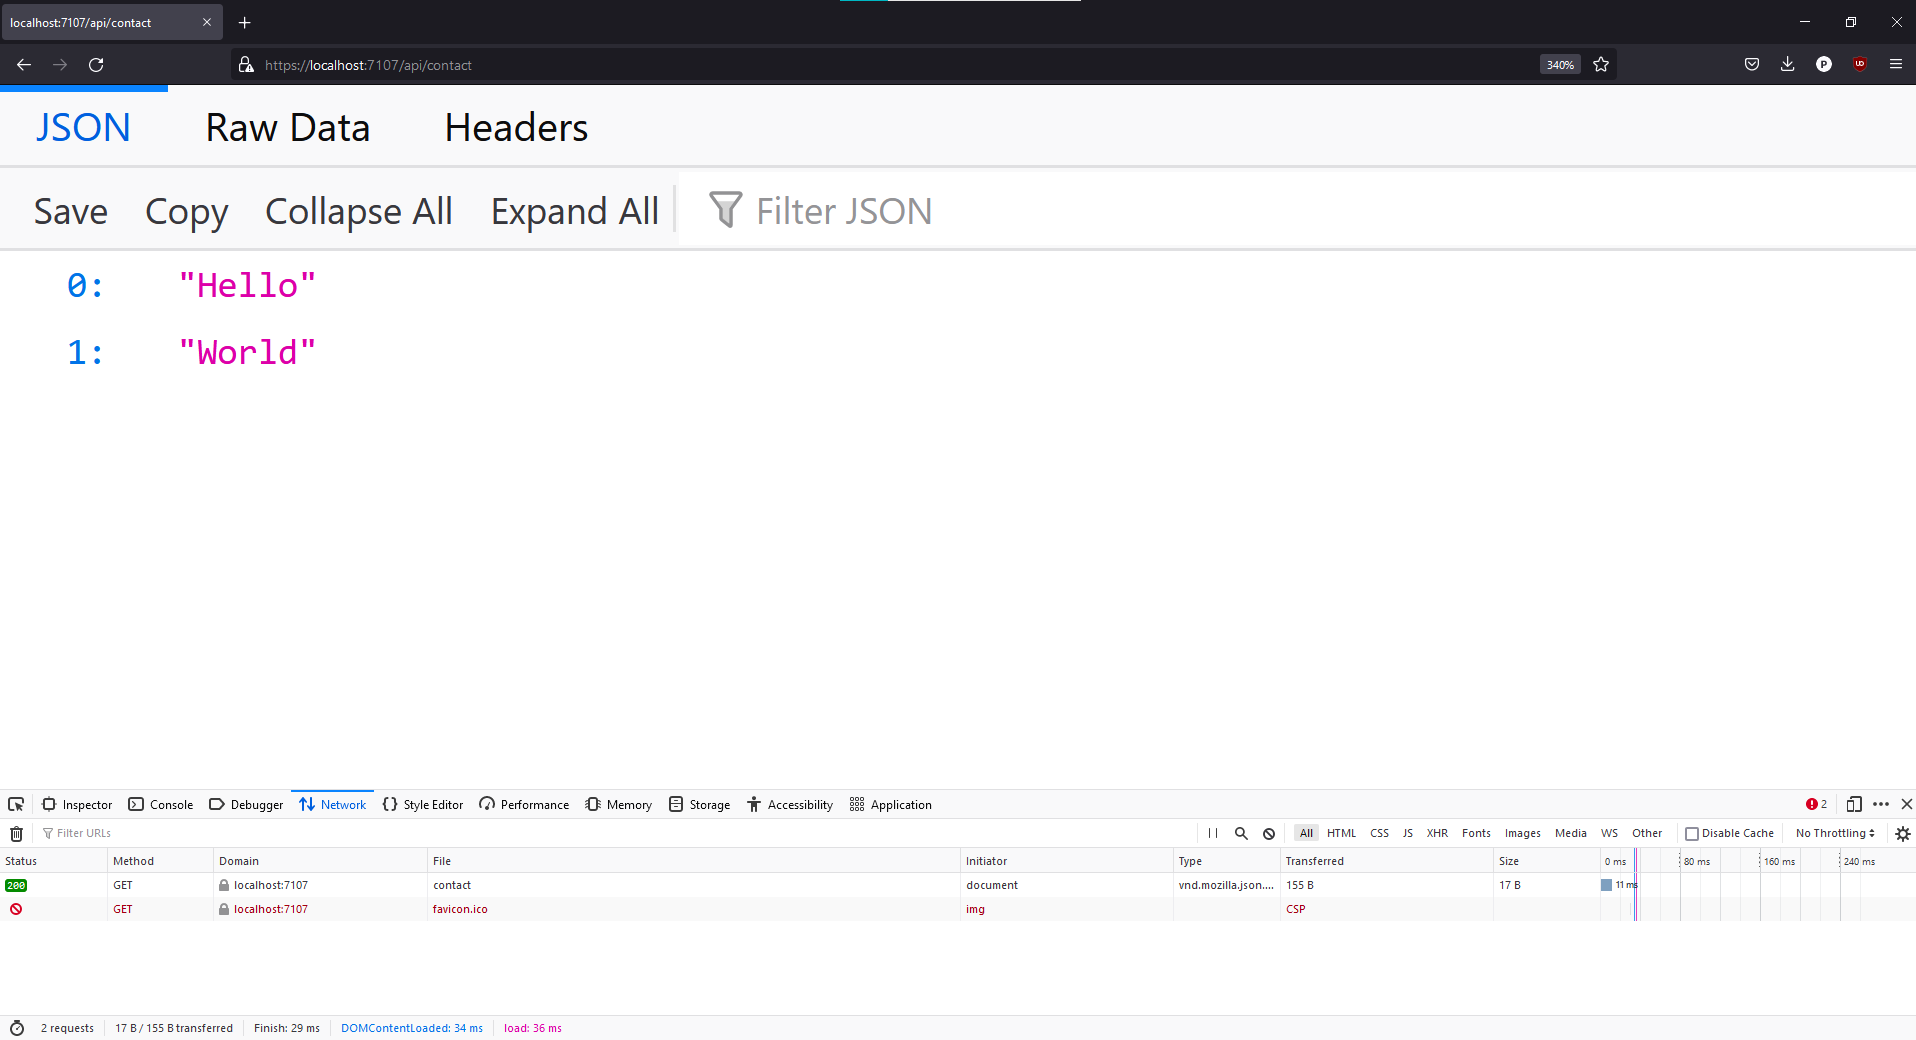 localhost:7107/api/contact
https://localhost:7107/api/contact 340% P
JSON Raw Data Headers
Save Copy Collapse All Expand All Filter JSON
0: "Hello"
1: "World"
Inspector Console Debugger Network Style Editor Performance Memory Storage Accessibility Application 2
Filter URLs All HTML CSS JS XHR Fonts Images Media WS Other Disable Cache No Throttling
Status Method Domain File Initiator Type Transferred Size 0 ms 80 ms 160 ms 240 ms
200 GET localhost:7107 contact document vnd.mozilla.json.... 155 B 17 B 11 ms
GET localhost:7107 favicon.ico img CSP
2 requests 17 B / 155 B transferred Finish: 29 ms DOMContentLoaded: 34 ms load: 36 ms